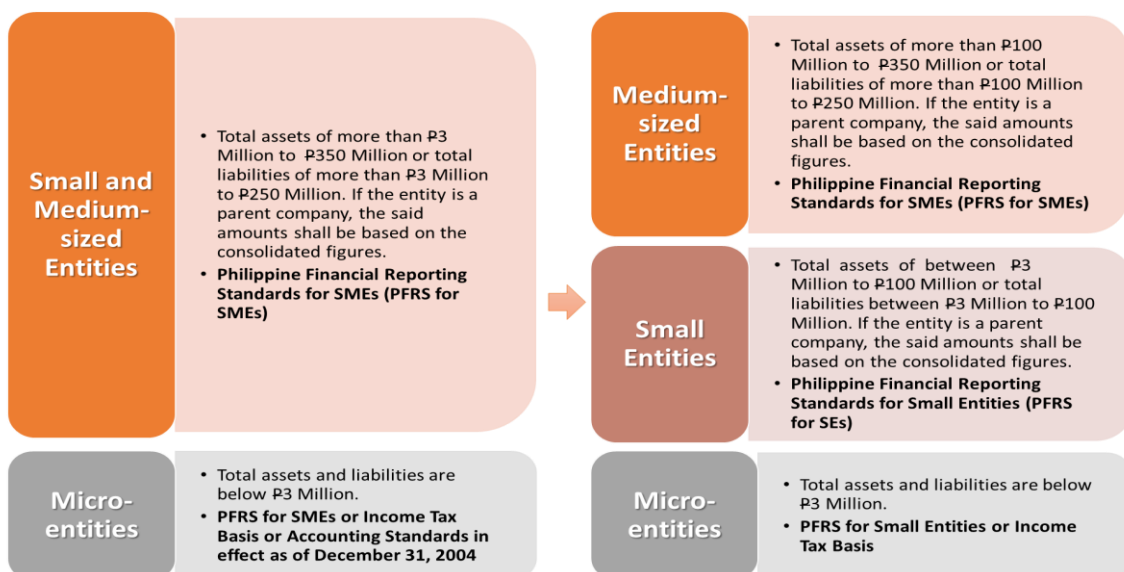 Small and
Medium-
sized
Entities
• Total assets of more than ₱3
Million to ₱350 Million or total
liabilities of more than ₱3 Million
to ₱250 Million. If the entity is a
parent company, the said
amounts shall be based on the
consolidated figures.
• Philippine Financial Reporting
Standards for SMEs (PFRS for
SMEs)
Micro-
entities
• Total assets and liabilities are
below ₱3 Million.
• PFRS for SMEs or Income Tax
Basis or Accounting Standards in
effect as of December 31, 2004
Medium-
sized
Entities
• Total assets of more than ₱100
Million to ₱350 Million or total
liabilities of more than ₱100 Million
to ₱250 Million. If the entity is a
parent company, the said amounts
shall be based on the consolidated
figures.
• Philippine Financial Reporting
Standards for SMEs (PFRS for SMEs)
Small
Entities
• Total assets of between ₱3
Million to ₱100 Million or total
liabilities between ₱3 Million to ₱100
Million. If the entity is a parent
company, the said amounts shall be
based on the consolidated figures.
• Philippine Financial Reporting
Standards for Small Entities (PFRS
for SEs)
Micro-
entities
• Total assets and liabilities are below
₱3 Million.
• PFRS for Small Entities or Income
Tax Basis